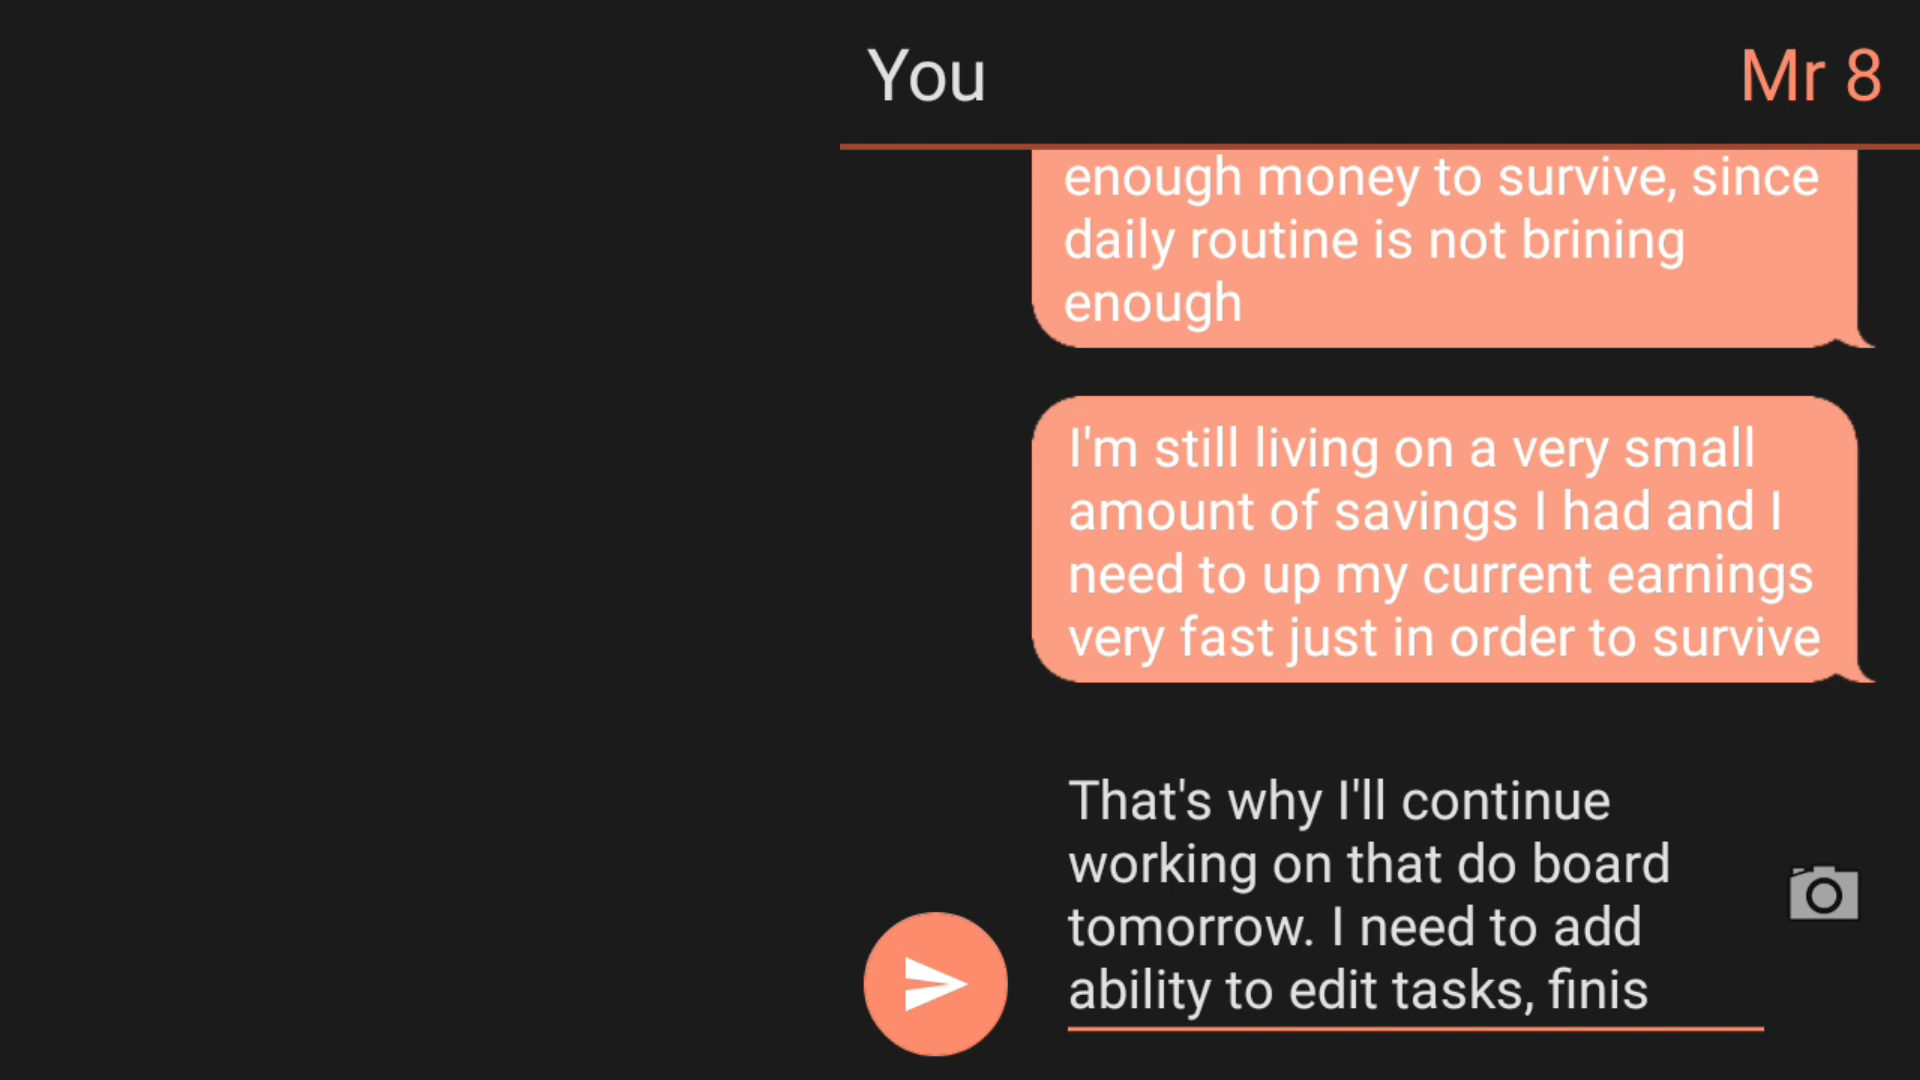 You
Mr 8
enough money to survive, since
daily routine is not brining
enough
I'm still living on a very small
amount of savings I had and I
need to up my current earnings
very fast just in order to survive
That's why I'll continue
working on that do board
tomorrow. I need to add
ability to edit tasks, finis